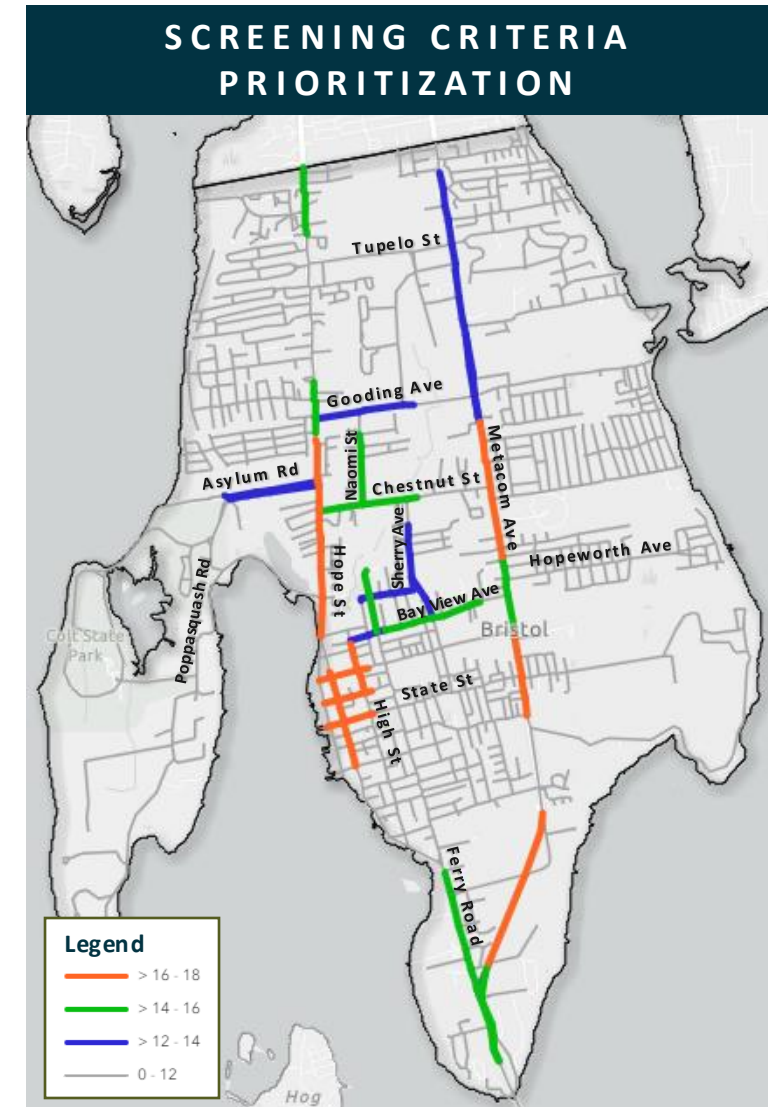 SCREENING CRITERIA
PRIORITIZATION
Tupelo St
Gooding Ave
Naomi St
Metacom Ave
Asylum Rd
Chestnut St
Sherry Ave
Hope St
Hopeworth Ave
Poppasquash Rd
Bay View Ave
Colt State
Park
Bristol
State St
High St
Ferry Road
Legend
> 16 - 18
> 14 - 16
> 12 - 14
0 - 12
Hog